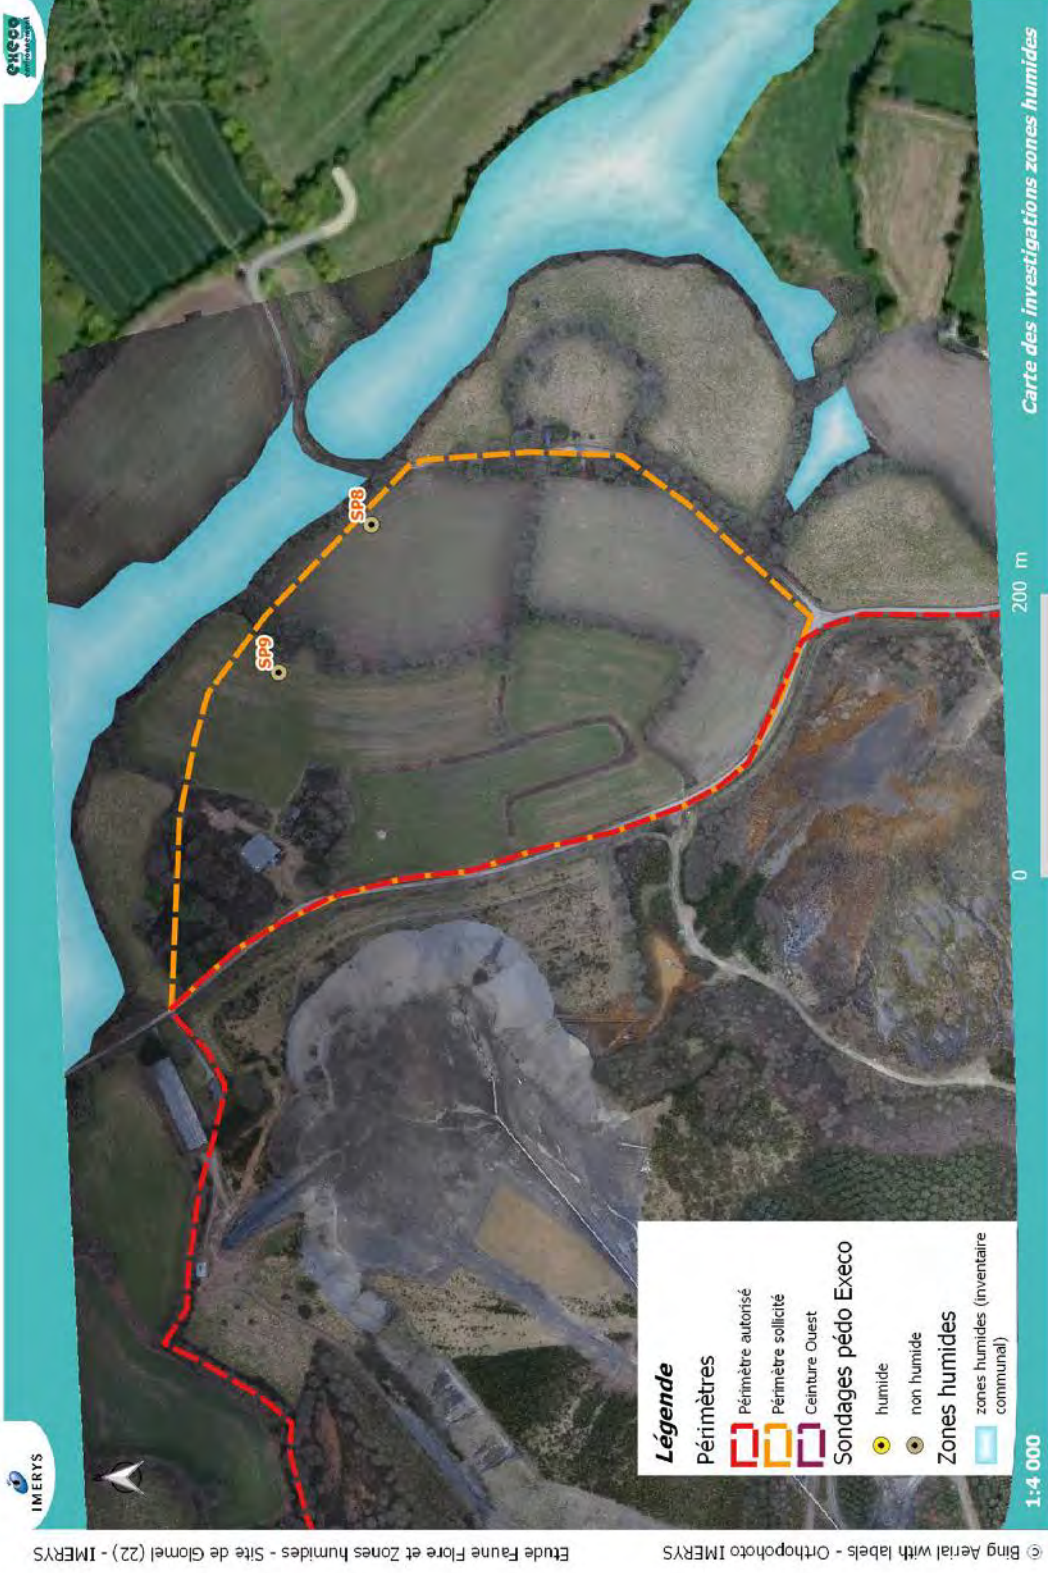 IMERYS
execo
SP9
SP8
Légende
Périmètres
Périmètre autorisé
Périmètre sollicité
Ceinture Ouest
Sondages pédo Execo
humide
non humide
Zones humides
zones humides (inventaire
communal)
1:4 000
0
200 m
Carte des investigations zones humides
Etude Faune Flore et Zones humides - Site de Glomel (22) - IMERYS
© Bing Aerial with labels - Orthopohoto IMERYS